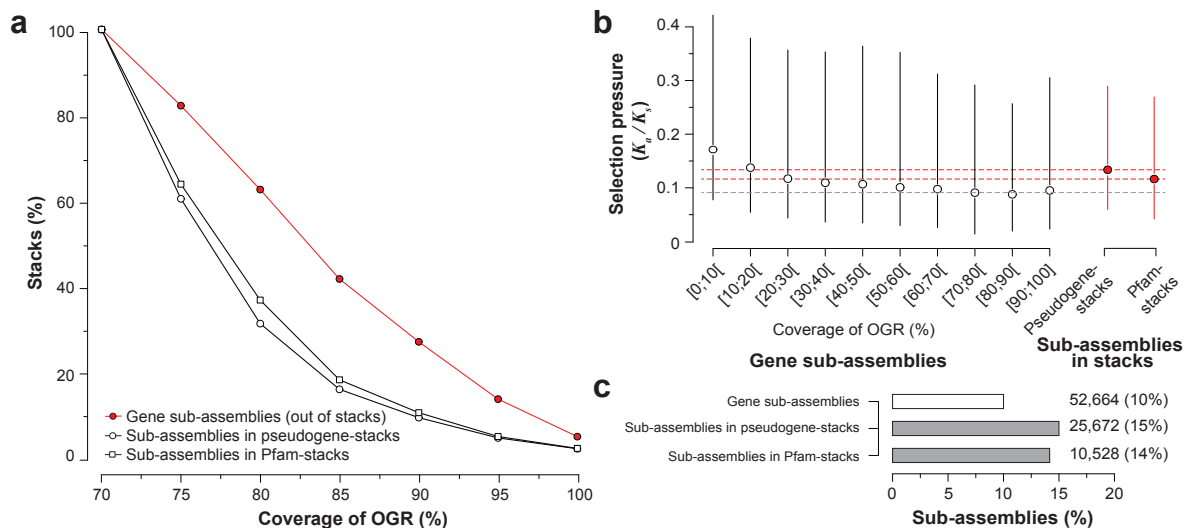 a
100
80
60
40
20
0
Stacks (%)
Gene sub-assemblies (out of stacks)
Sub-assemblies in pseudogene-stacks
Sub-assemblies in Pfam-stacks
70 75 80 85 90 95 100
Coverage of OGR (%)
b
0.4
0.3
0.2
0.1
0
Selection pressure
(Ka / Ks)
[0;10[ [10;20[ [20;30[ [30;40[ [40;50[ [50;60[ [60;70[ [70;80[ [80;90[ [90;100]
Pseudogene-
stacks
Pfam-
stacks
Coverage of OGR (%)
Gene sub-assemblies
Sub-assemblies
in stacks
c
Gene sub-assemblies 52,664 (10%)
Sub-assemblies in pseudogene-stacks 25,672 (15%)
Sub-assemblies in Pfam-stacks 10,528 (14%)
0 5 10 15 20
Sub-assemblies (%)